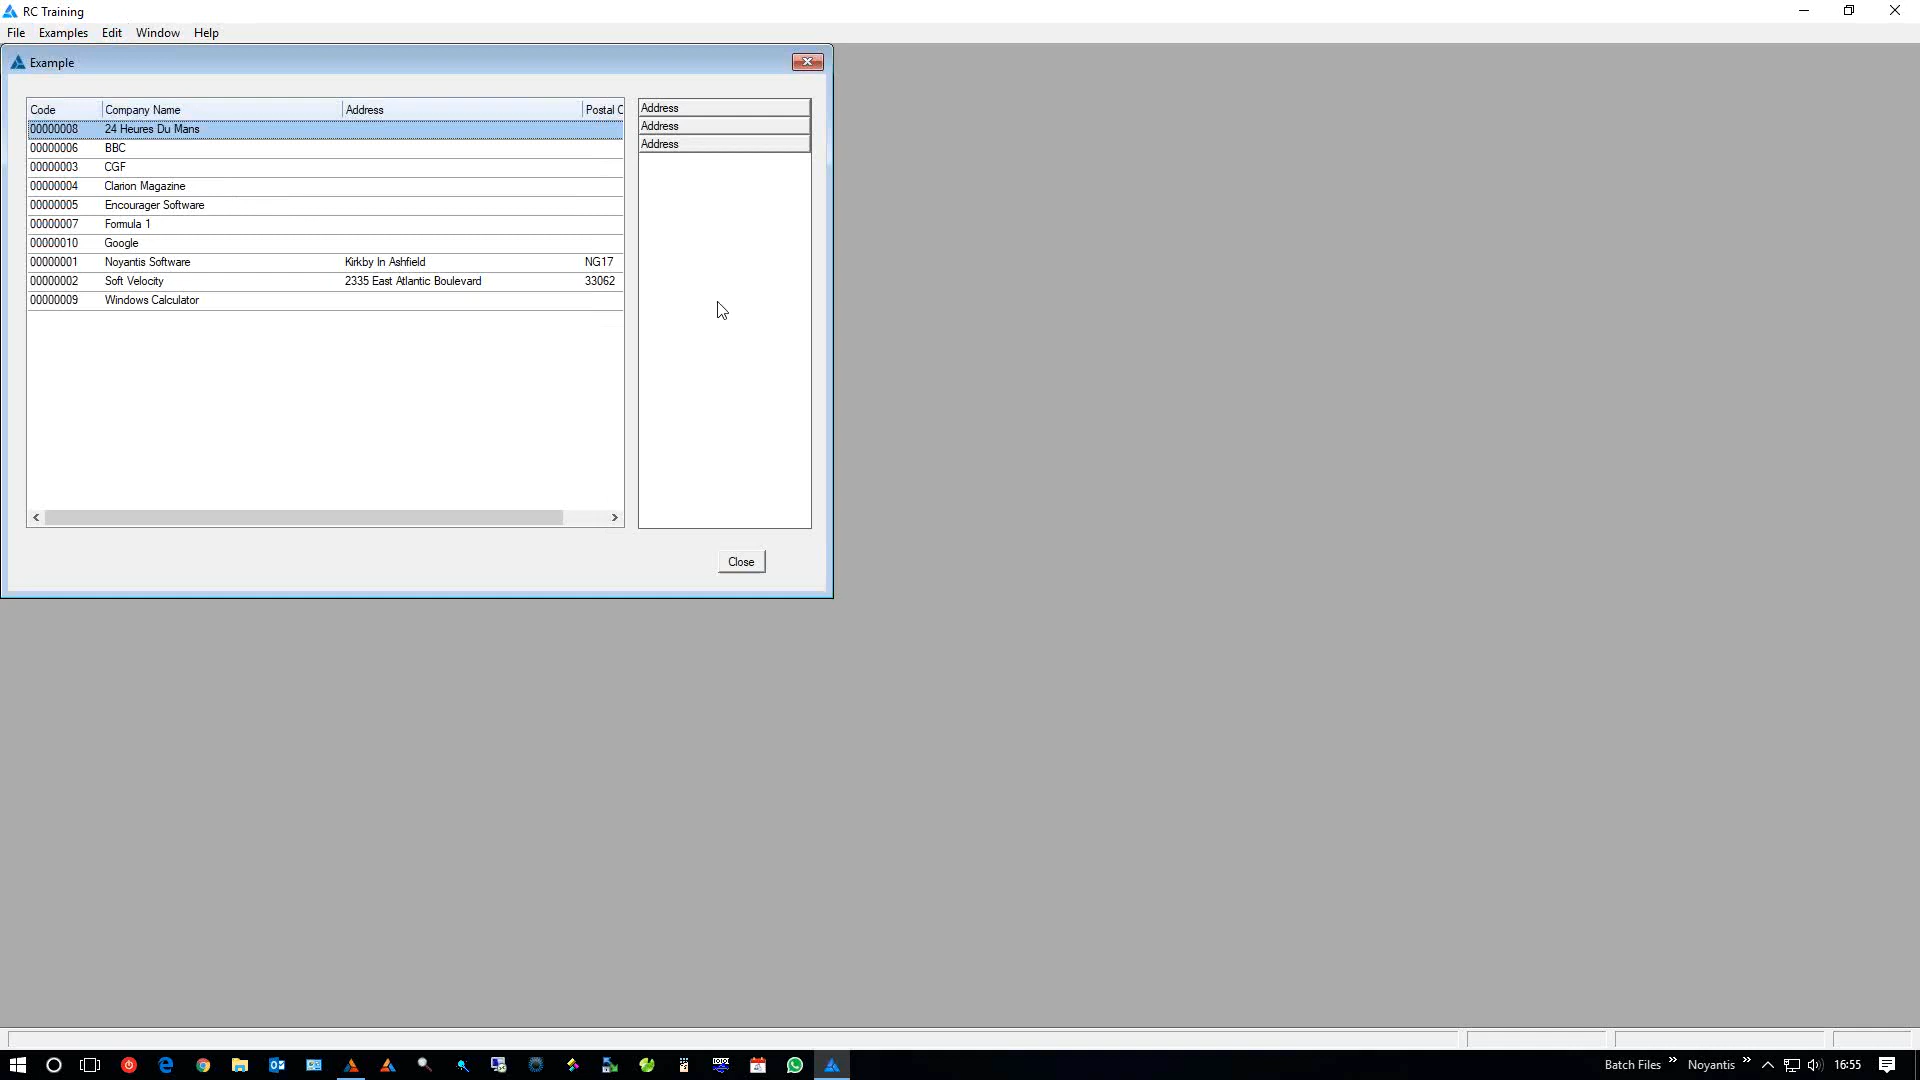 RC Training
File Examples Edit Window Help
Example
Code Company Name Address Postal C
00000008 24 Heures Du Mans
00000006 BBC
00000003 CGF
00000004 Clarion Magazine
00000005 Encourager Software
00000007 Formula 1
00000010 Google
00000001 Noyantis Software Kirkby In Ashfield NG17
00000002 Soft Velocity 2335 East Atlantic Boulevard 33062
00000009 Windows Calculator
Address
Address
Address
Close
Batch Files Noyantis 16:55